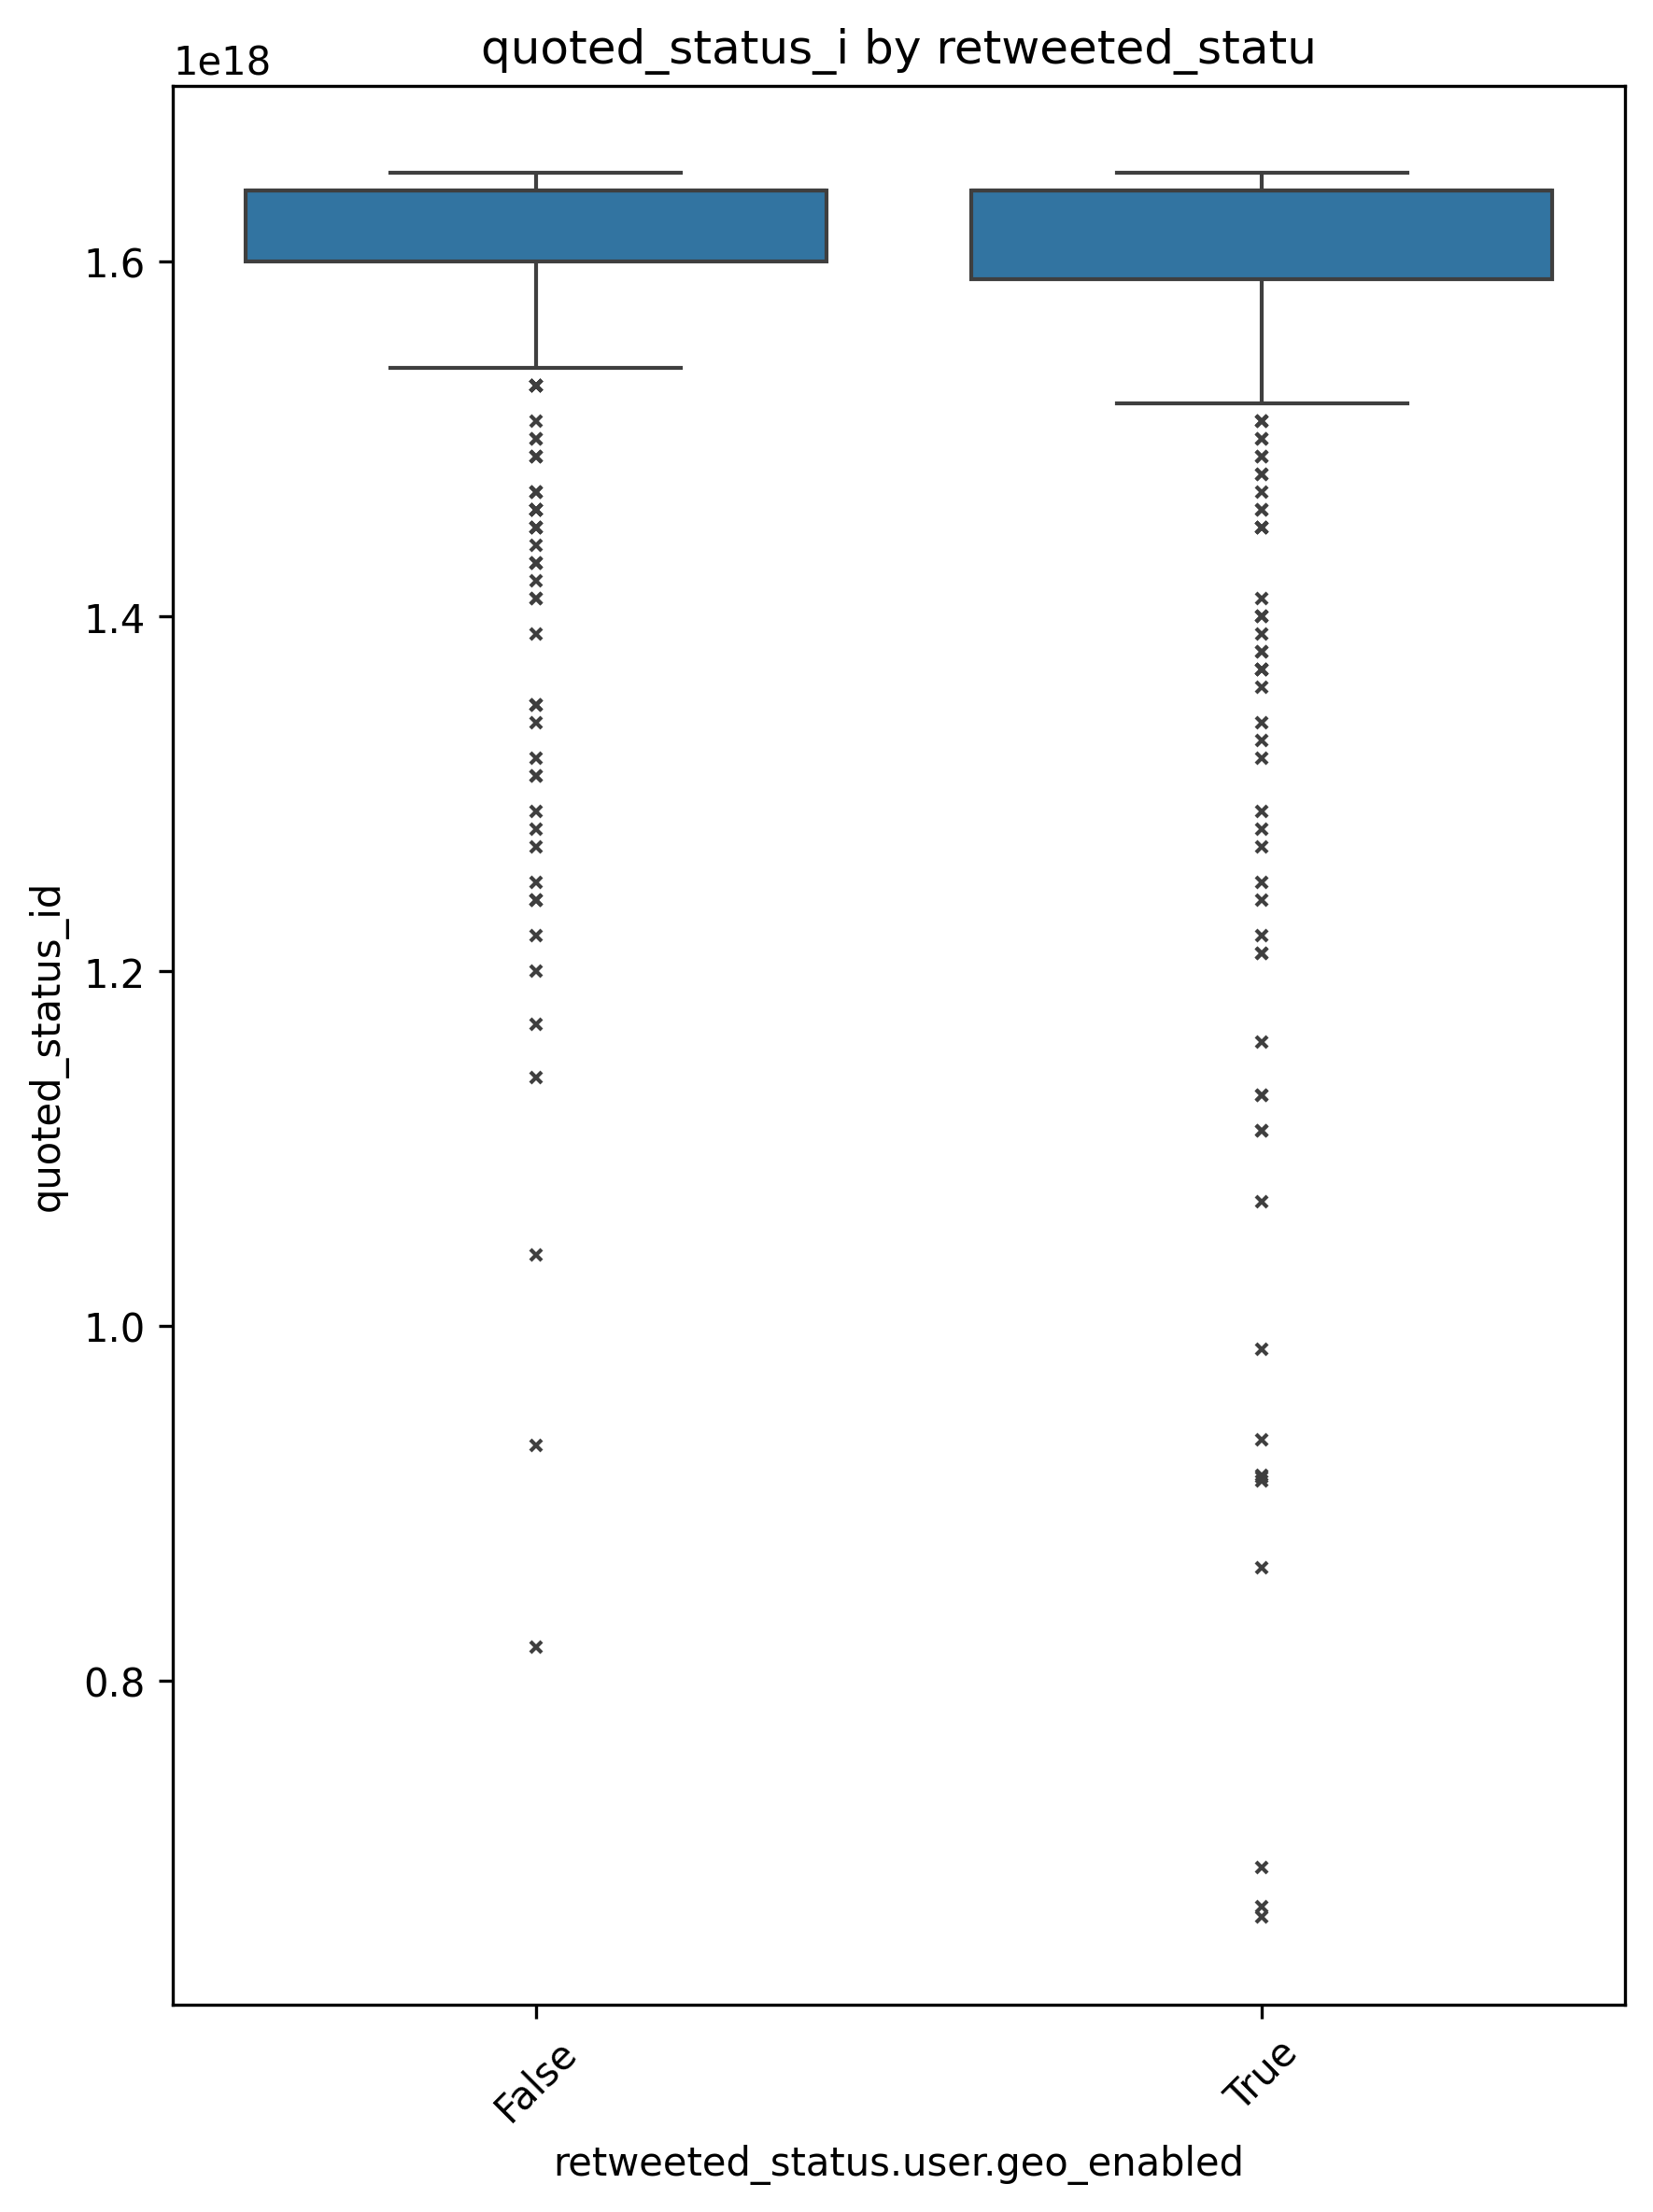 quoted_status_i by retweeted_statu
1e18
1.6
1.4
1.2
1.0
0.8
quoted_status_id
False
True
retweeted_status.user.geo_enabled